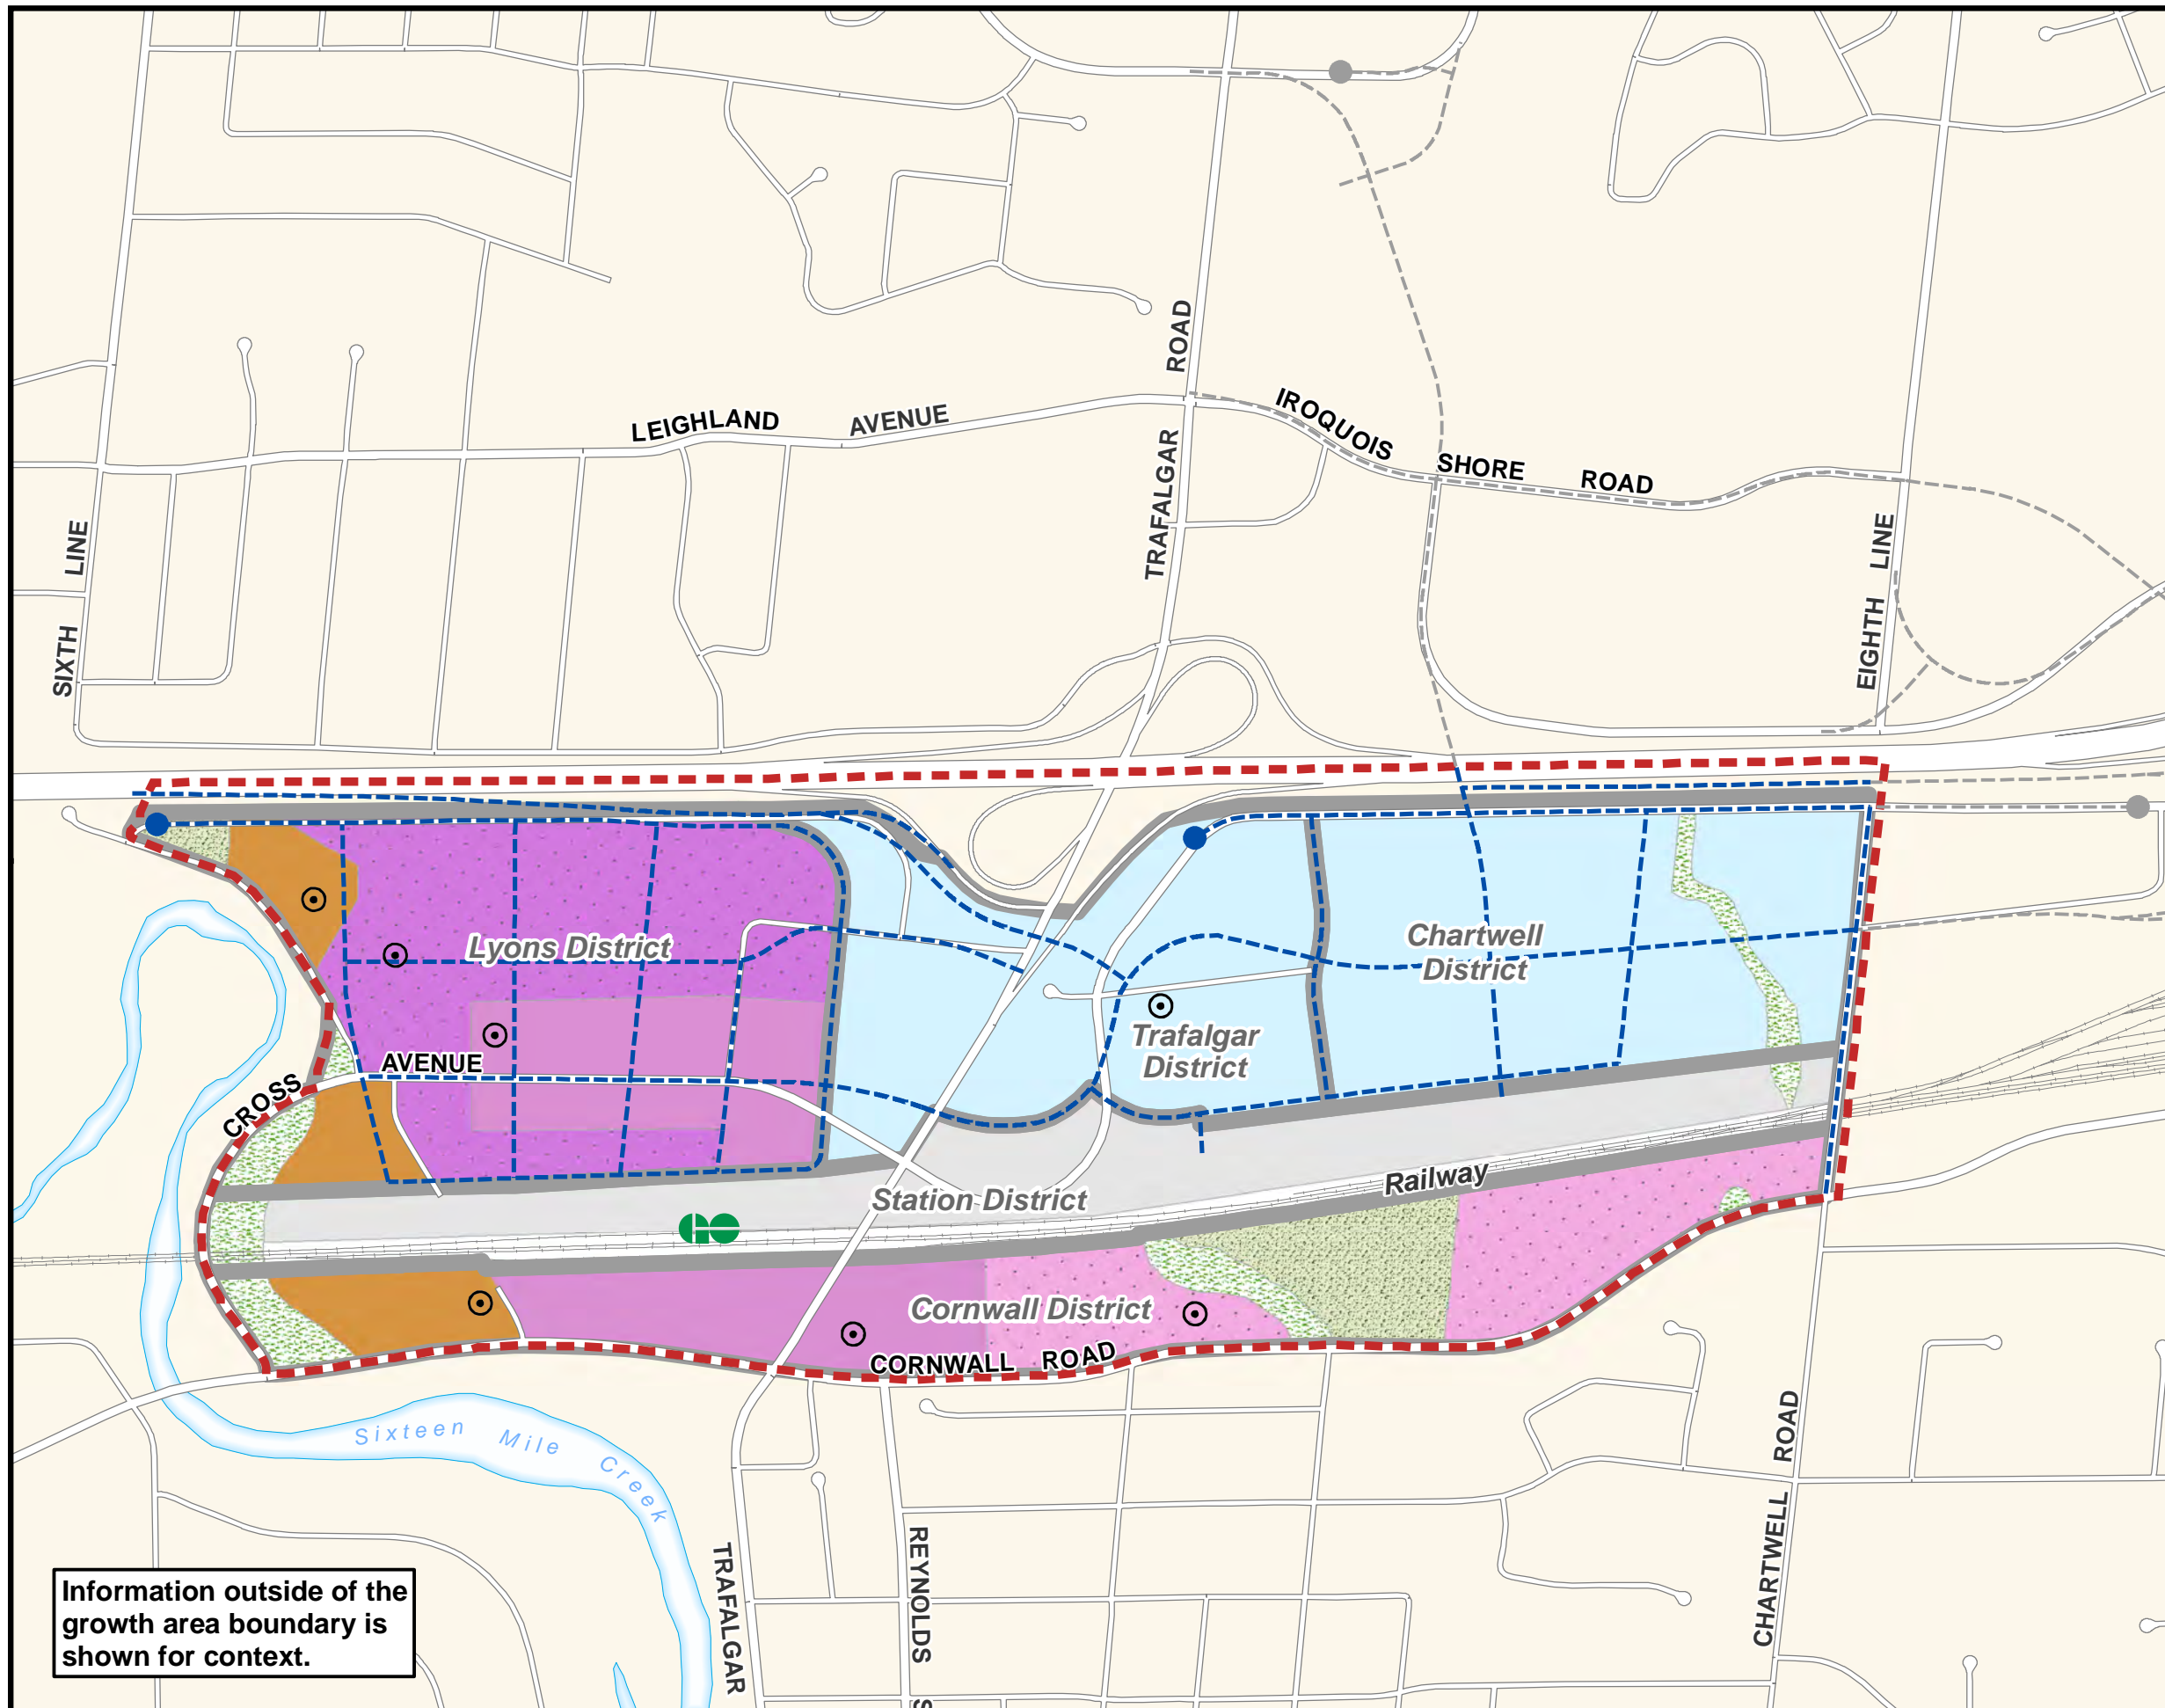 ROAD
LEIGHLAND AVENUE
IROQUOIS SHORE ROAD
TRAFALGAR
SIXTH LINE
EIGHTH LINE
Lyons District
Chartwell
District
Trafalgar
District
CROSS AVENUE
Station District
Railway
GO
Cornwall District
CORNWALL ROAD
Sixteen Mile Creek
CHARTWELL ROAD
TRAFALGAR
REYNOLDS S
Information outside of the
growth area boundary is
shown for context.